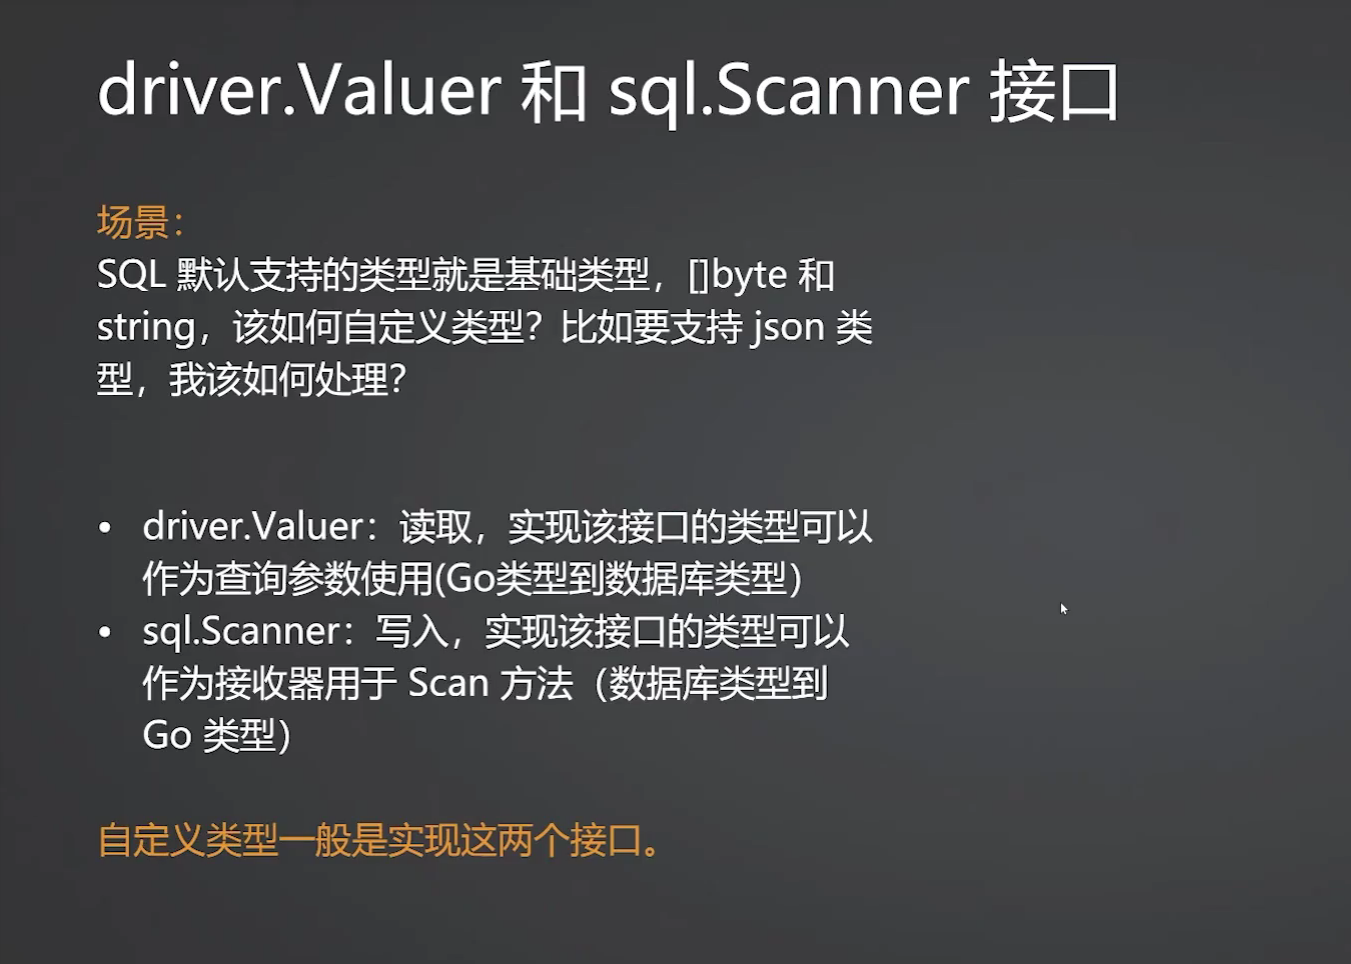 driver.Valuer 和 sql.Scanner 接口
场景：
SQL 默认支持的类型就是基础类型，[]byte 和
string，该如何自定义类型？比如要支持 json 类
型，我该如何处理？
• driver.Valuer：读取，实现该接口的类型可以
作为查询参数使用(Go类型到数据库类型）
• sql.Scanner：写入，实现该接口的类型可以
作为接收器用于 Scan 方法（数据库类型到
Go 类型）
自定义类型一般是实现这两个接口。